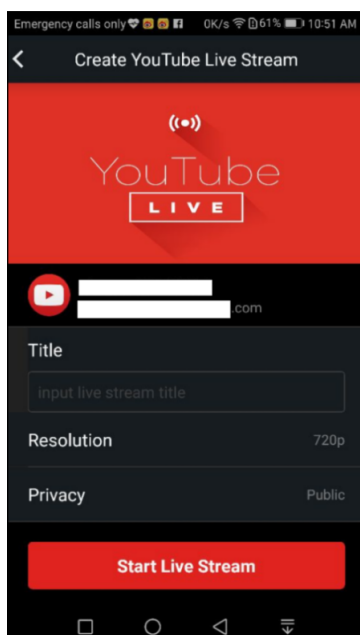 Emergency calls only 0K/s 61% 10:51 AM
Create YouTube Live Stream
YouTube
LIVE
.com
Title
input live stream title
Resolution 720p
Privacy Public
Start Live Stream